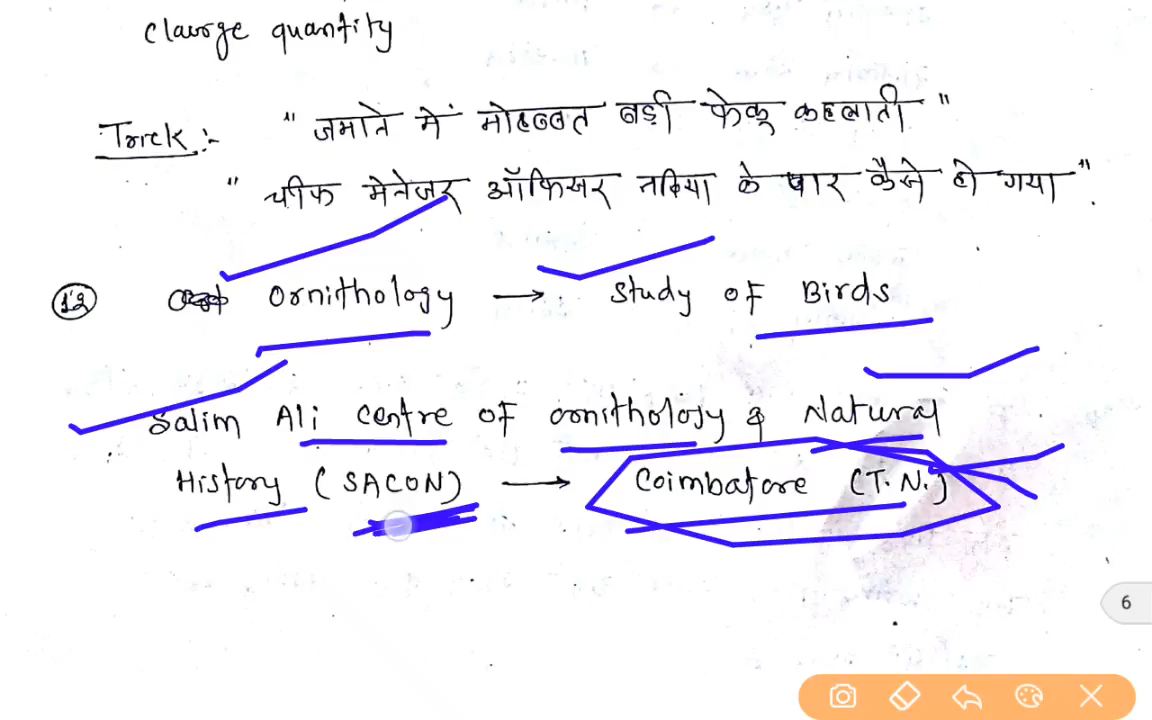 Large quantity
Trick :- " जमाने में मोहब्बत बड़ी फेकू कहलाती "
" चीफ मेनेजर ऑफिसर नदिया के पार कैसे हो गया ".
12 Ornithology → Study of Birds
Salim Ali Centre of ornithology & Natural
History (SACON) → Coimbatore (T.N.)
6